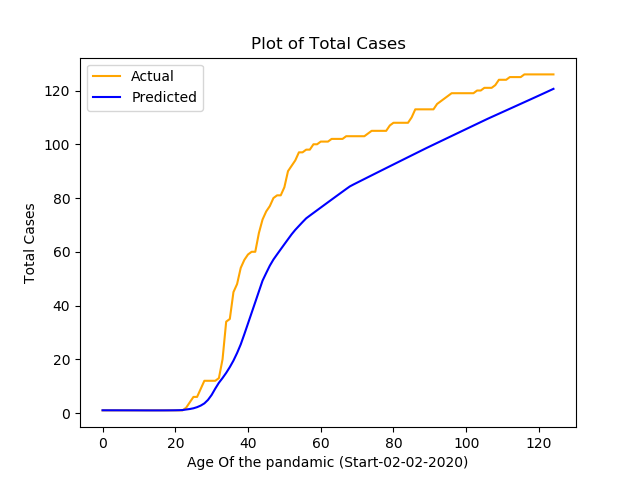 Plot of Total Cases
Actual
Predicted
120
100
80
60
40
20
0
Total Cases
0 20 40 60 80 100 120
Age Of the pandamic (Start-02-02-2020)